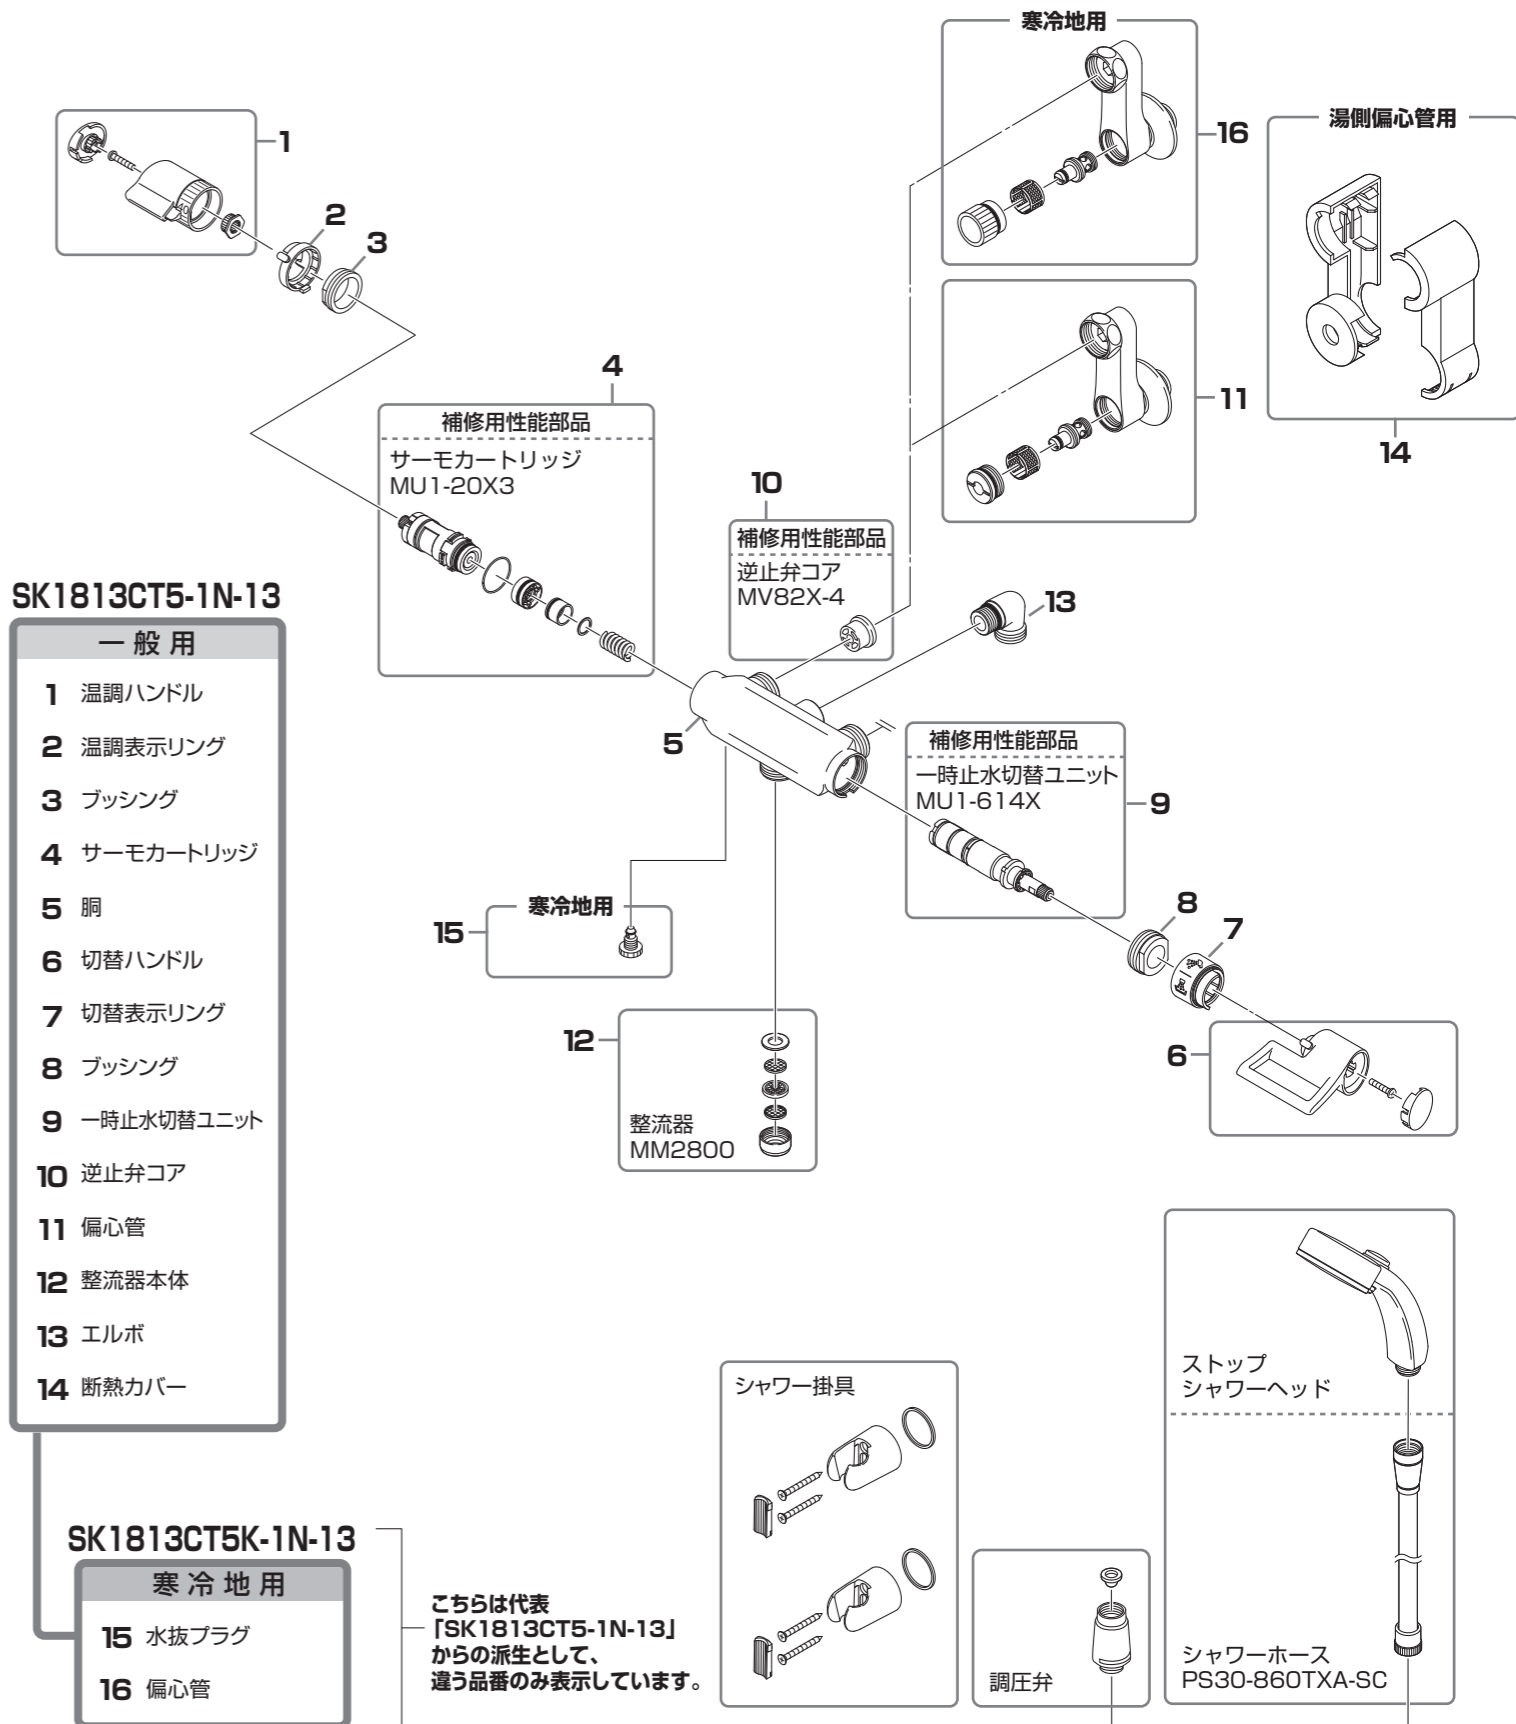 寒冷地用
16
湯側偏心管用
14
1
2
3
11
4
補修用性能部品
サーモカートリッジ
MU1-20X3
10
補修用性能部品
逆止弁コア
MV82X-4
13
5
補修用性能部品
一時止水切替ユニット
MU1-614X
9
寒冷地用
15
8
7
12
整流器
MM2800
6
SK1813CT5-1N-13
一般用
1 温調ハンドル
2 温調表示リング
3 ブッシング
4 サーモカートリッジ
5 胴
6 切替ハンドル
7 切替表示リング
8 ブッシング
9 一時止水切替ユニット
10 逆止弁コア
11 偏心管
12 整流器本体
13 エルボ
14 断熱カバー
SK1813CT5K-1N-13
寒冷地用
15 水抜プラグ
16 偏心管
こちらは代表
「SK1813CT5-1N-13」
からの派生として、
違う品番のみ表示しています。
シャワー掛具
調圧弁
ストップ
シャワーヘッド
シャワーホース
PS30-860TXA-SC